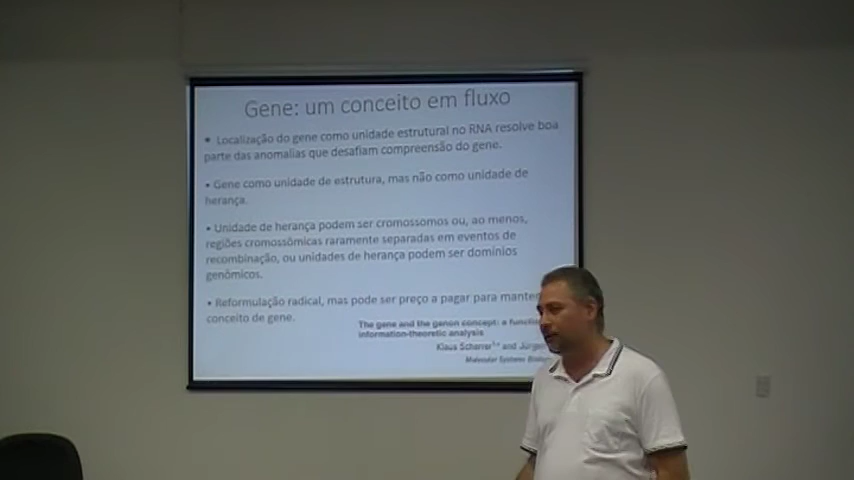 Gene: um conceito em fluxo
• Localização do gene como unidade estrutural no RNA resolve boa
parte das anomalias que desafiam compreensão do gene.
• Gene como unidade de estrutura, mas não como unidade de
herança.
• Unidade de herança podem ser cromossomos ou, ao menos,
regiões cromossômicas raramente separadas em eventos de
recombinação, ou unidades de herança podem ser domínios
genômicos.
• Reformulação radical, mas pode ser preço a pagar para manter
conceito de gene.
The gene and the genon concept: a
information-theoretic analysis
Klaus Scherrer and Jürgen
Molecular Systems